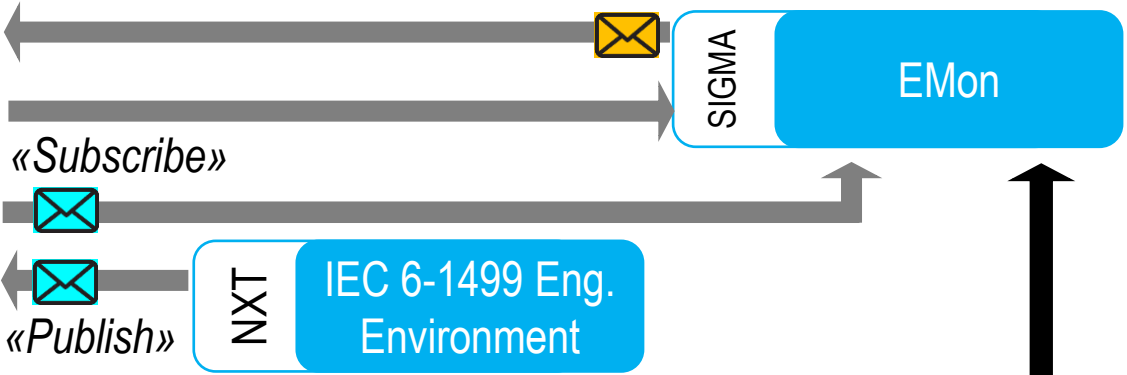 SIGMA
EMon
«Subscribe»
NXT
IEC 6-1499 Eng.
Environment
«Publish»